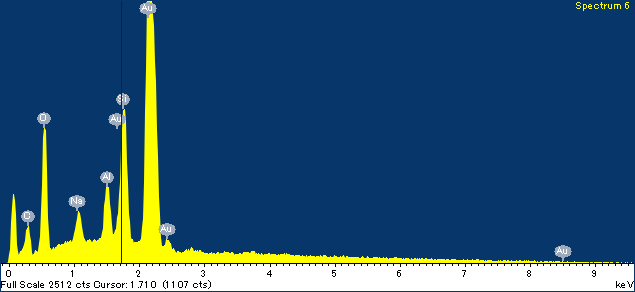 Spectrum 6
Au
Si
O
Au
Al
Na
C
Au
Au
0 1 2 3 4 5 6 7 8 9
Full Scale 2512 cts Cursor: 1.710 (1107 cts) keV